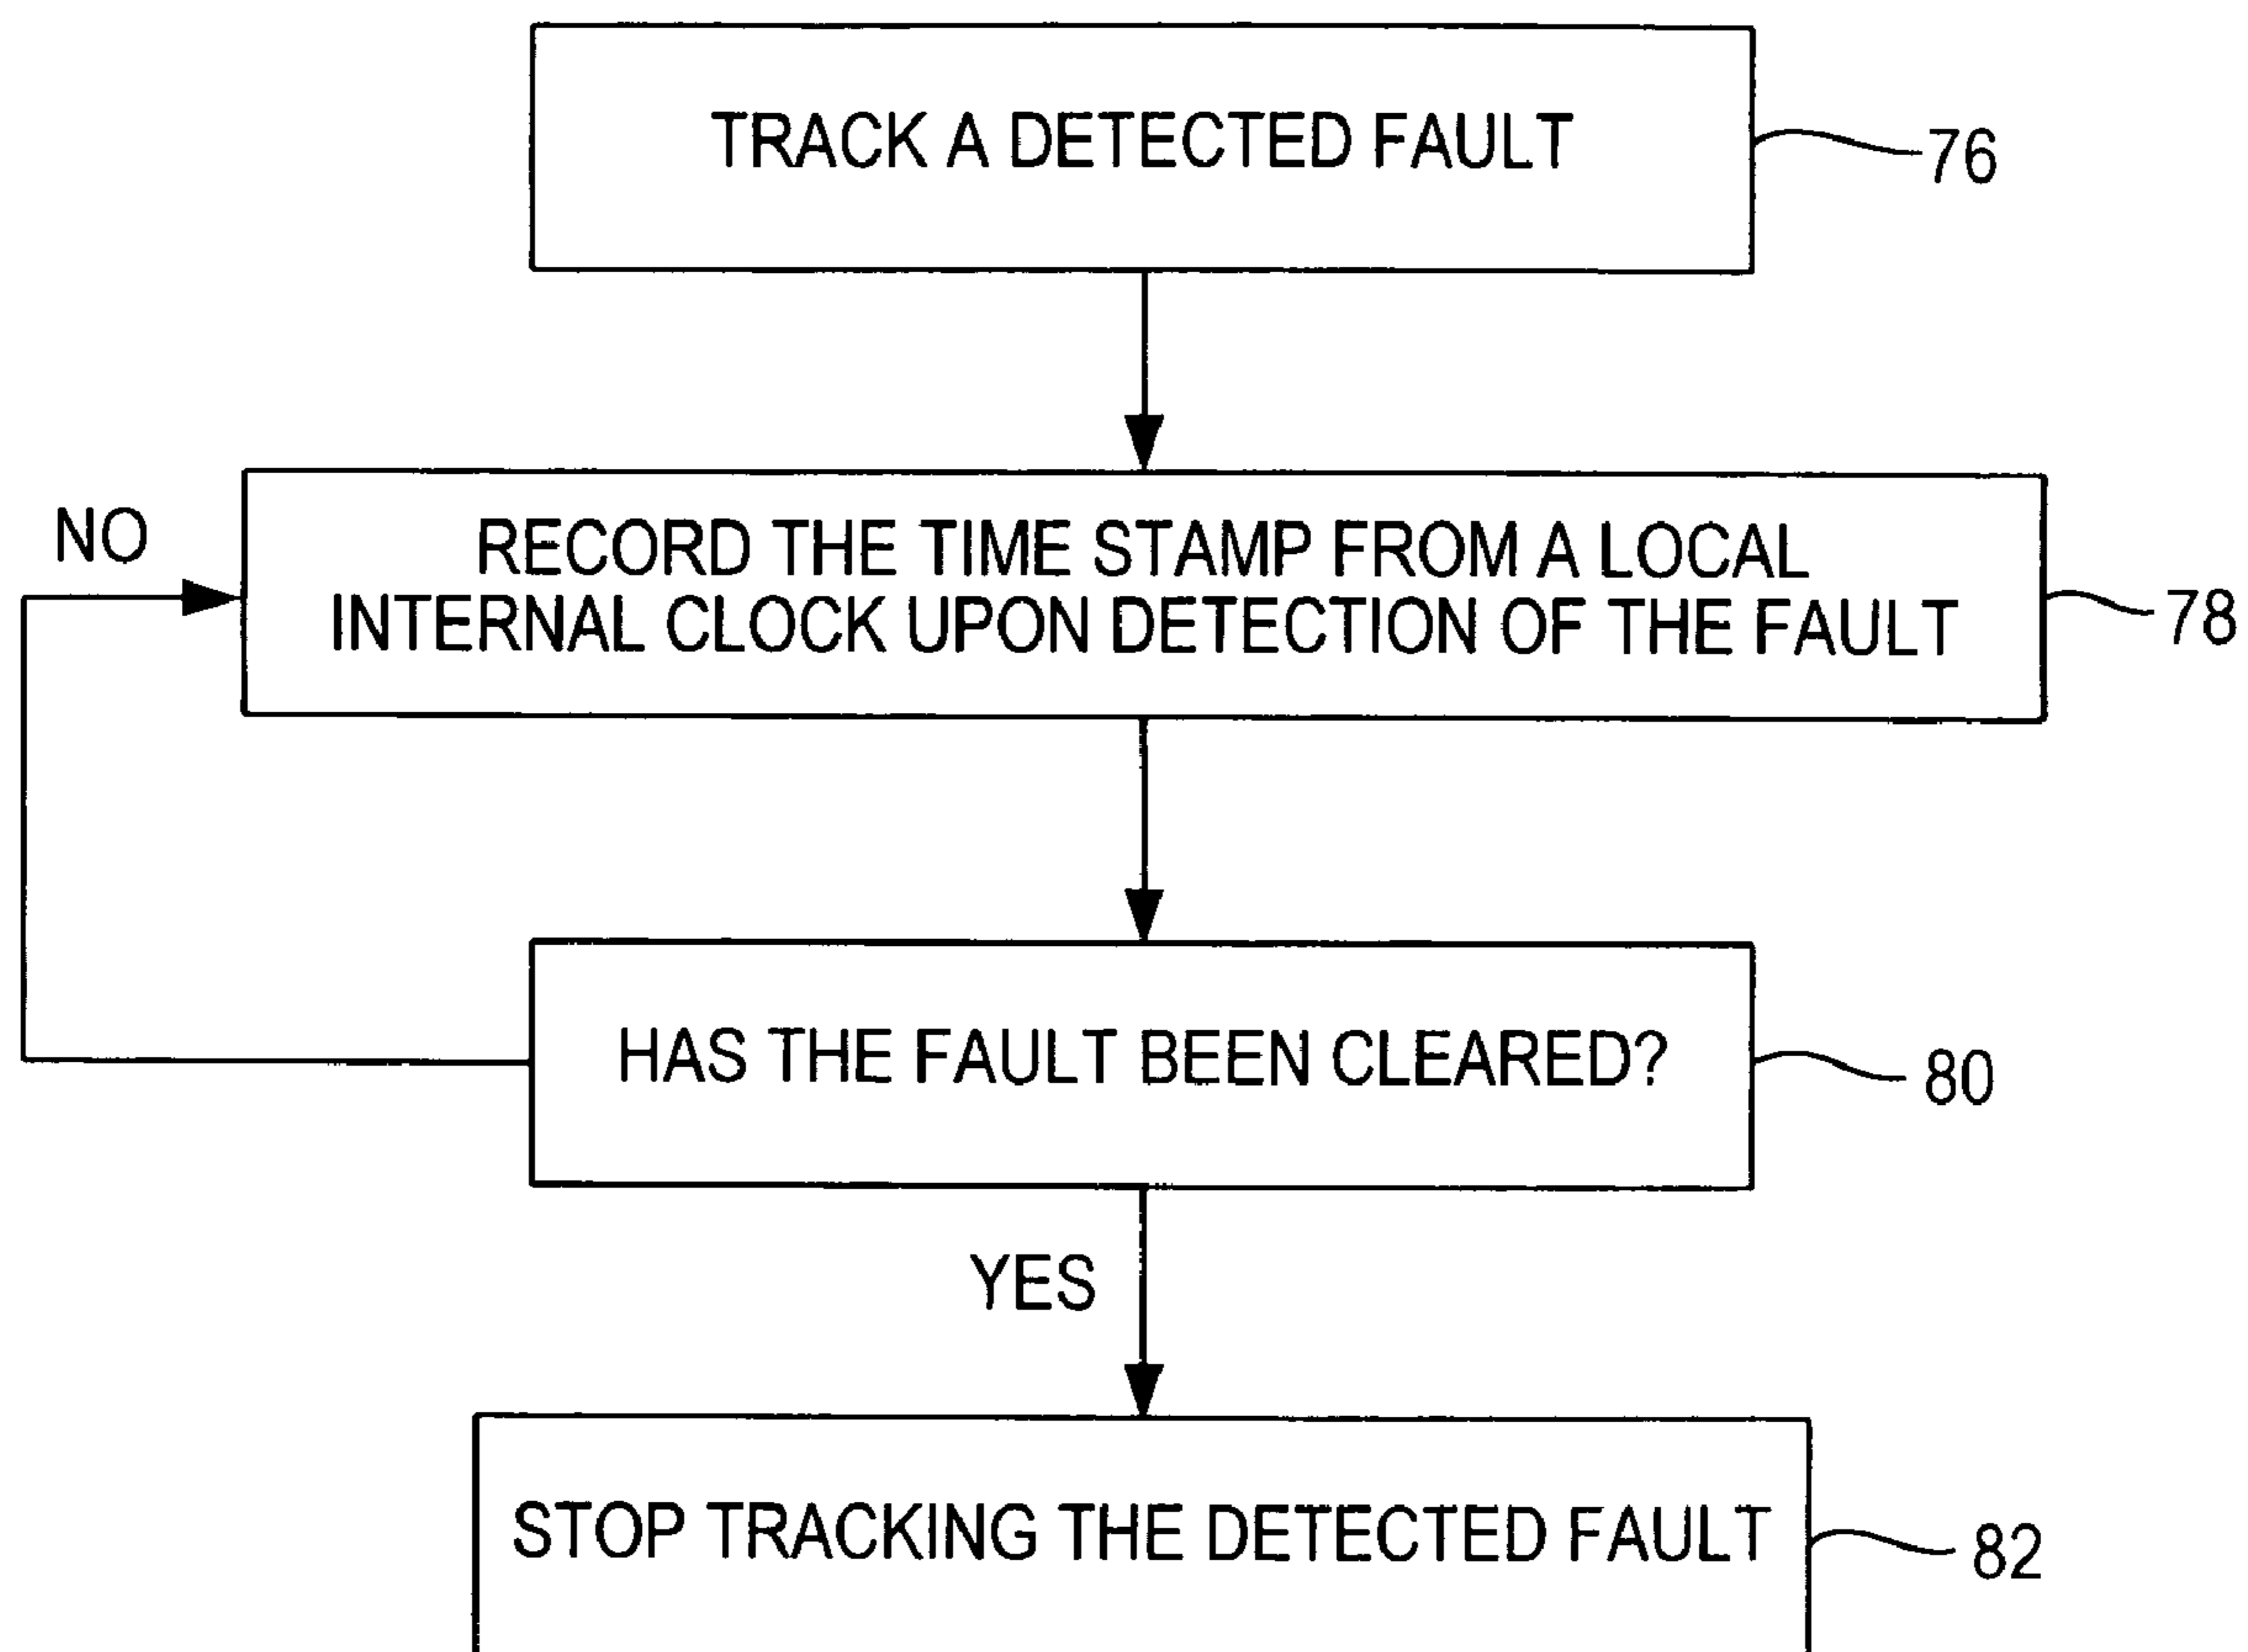 TRACK A DETECTED FAULT
76
RECORD THE TIME STAMP FROM A LOCAL
INTERNAL CLOCK UPON DETECTION OF THE FAULT
78
NO
HAS THE FAULT BEEN CLEARED?
80
YES
STOP TRACKING THE DETECTED FAULT
82